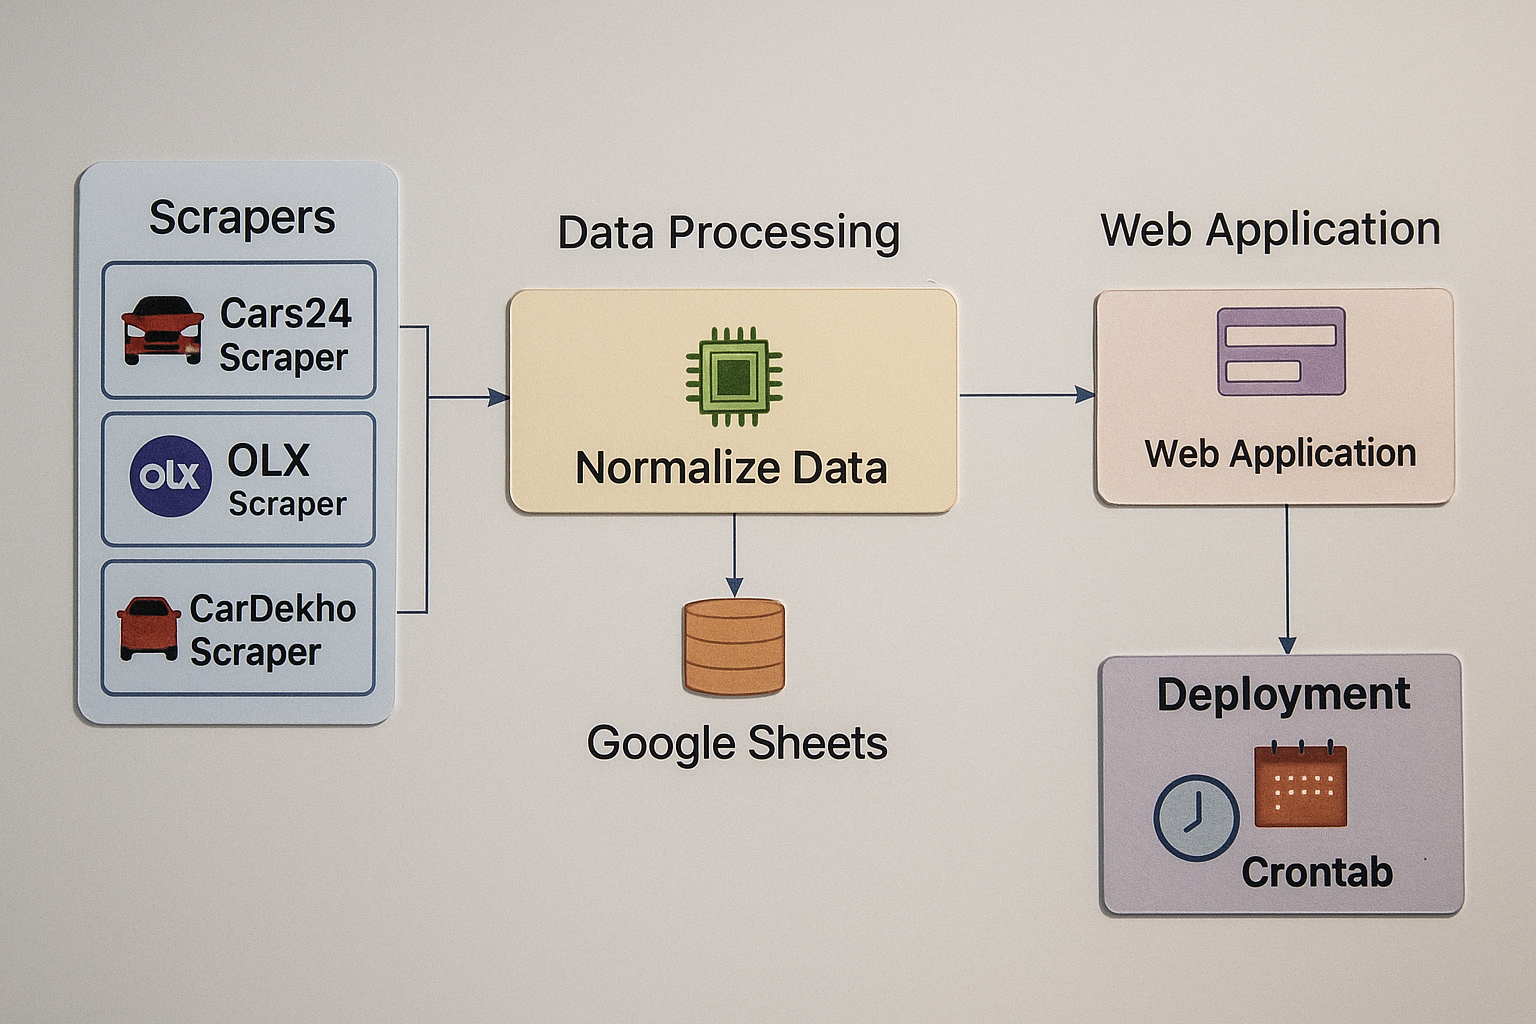 Scrapers
Cars24
Scraper
olx
OLX
Scraper
CarDekho
Scraper
Data Processing
Normalize Data
Google Sheets
Web Application
Web Application
Deployment
Crontab